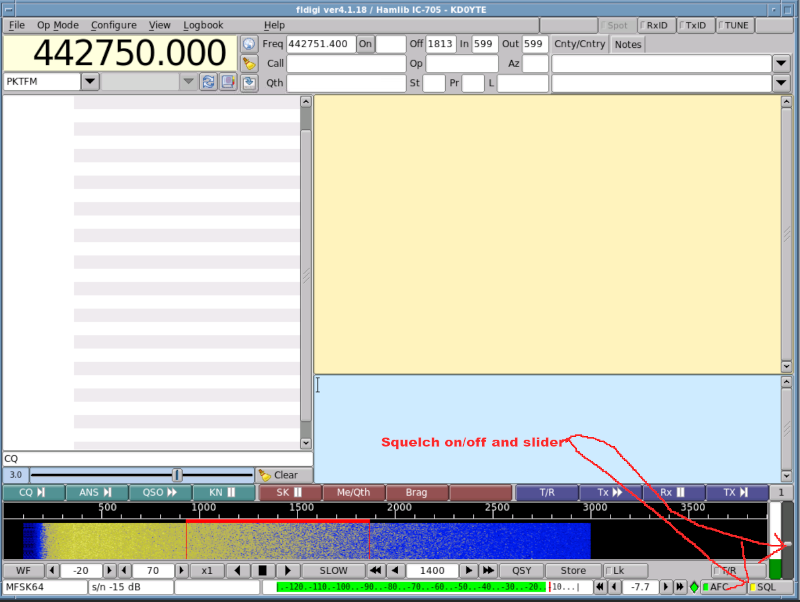 fldigi ver4.1.18 / Hamlib IC-705 - KD0YTE
File Op Mode Configure View Logbook Help Spot RxID TxID TUNE
442750.000
Freq 442751.400 On Off 1813 In 599 Out 599 Cnty/Cntry Notes
Call Op Az
PKTFM
Qth St Pr L
Squelch on/off and slider
CQ
3.0 Clear
CQ ANS QSO KN SK Me/Qth Brag T/R Tx Rx TX 1
500 1000 1500 2000 2500 3000 3500
WF -20 70 x1 SLOW 1400 QSY Store Lk T/R
MFSK64 s/n -15 dB -120.-110.-100..-90...-80...-70...-60...-50...-40...-30...-20. |10... -7.7 AFC SQL